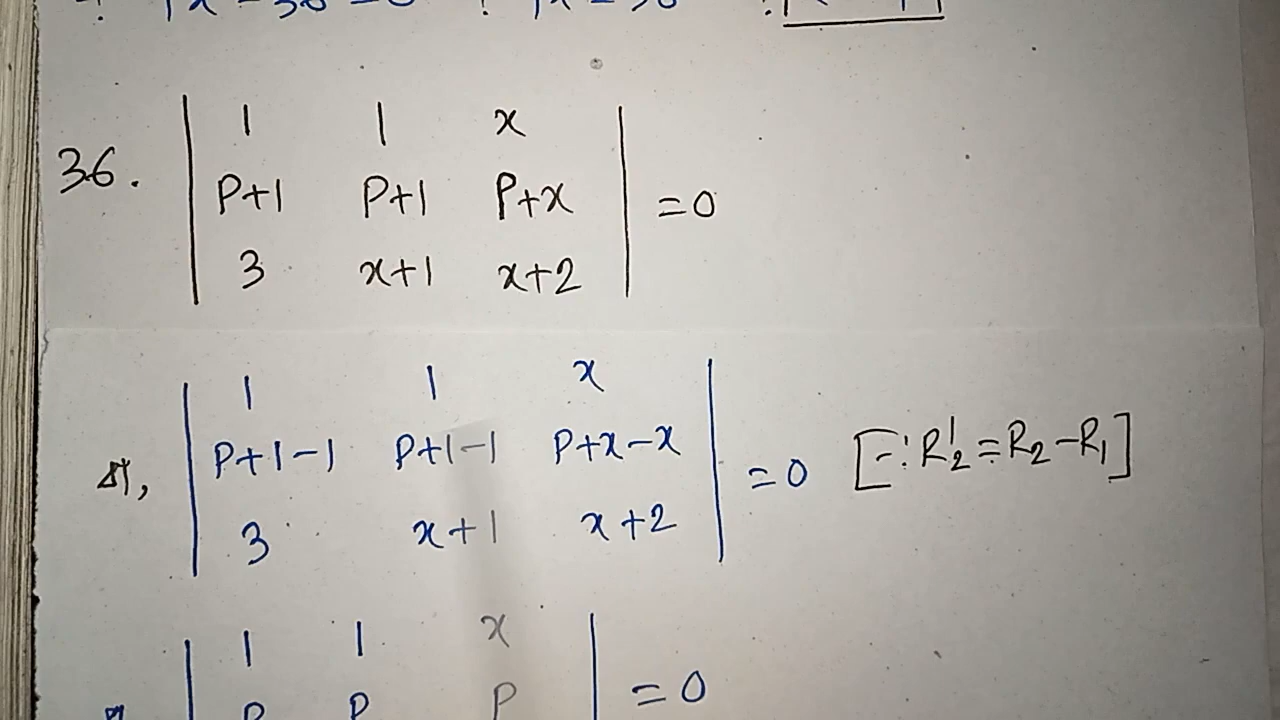 36.
| 1 1 x |
| P+1 P+1 P+x | =0
| 3 x+1 x+2 |
| 1 1 x |
বা, | P+1-1 P+1-1 P+x-x | =0 [∵ R₂' = R₂-R₁]
| 3 x+1 x+2 |
| 1 1 x |
| P P P | =0